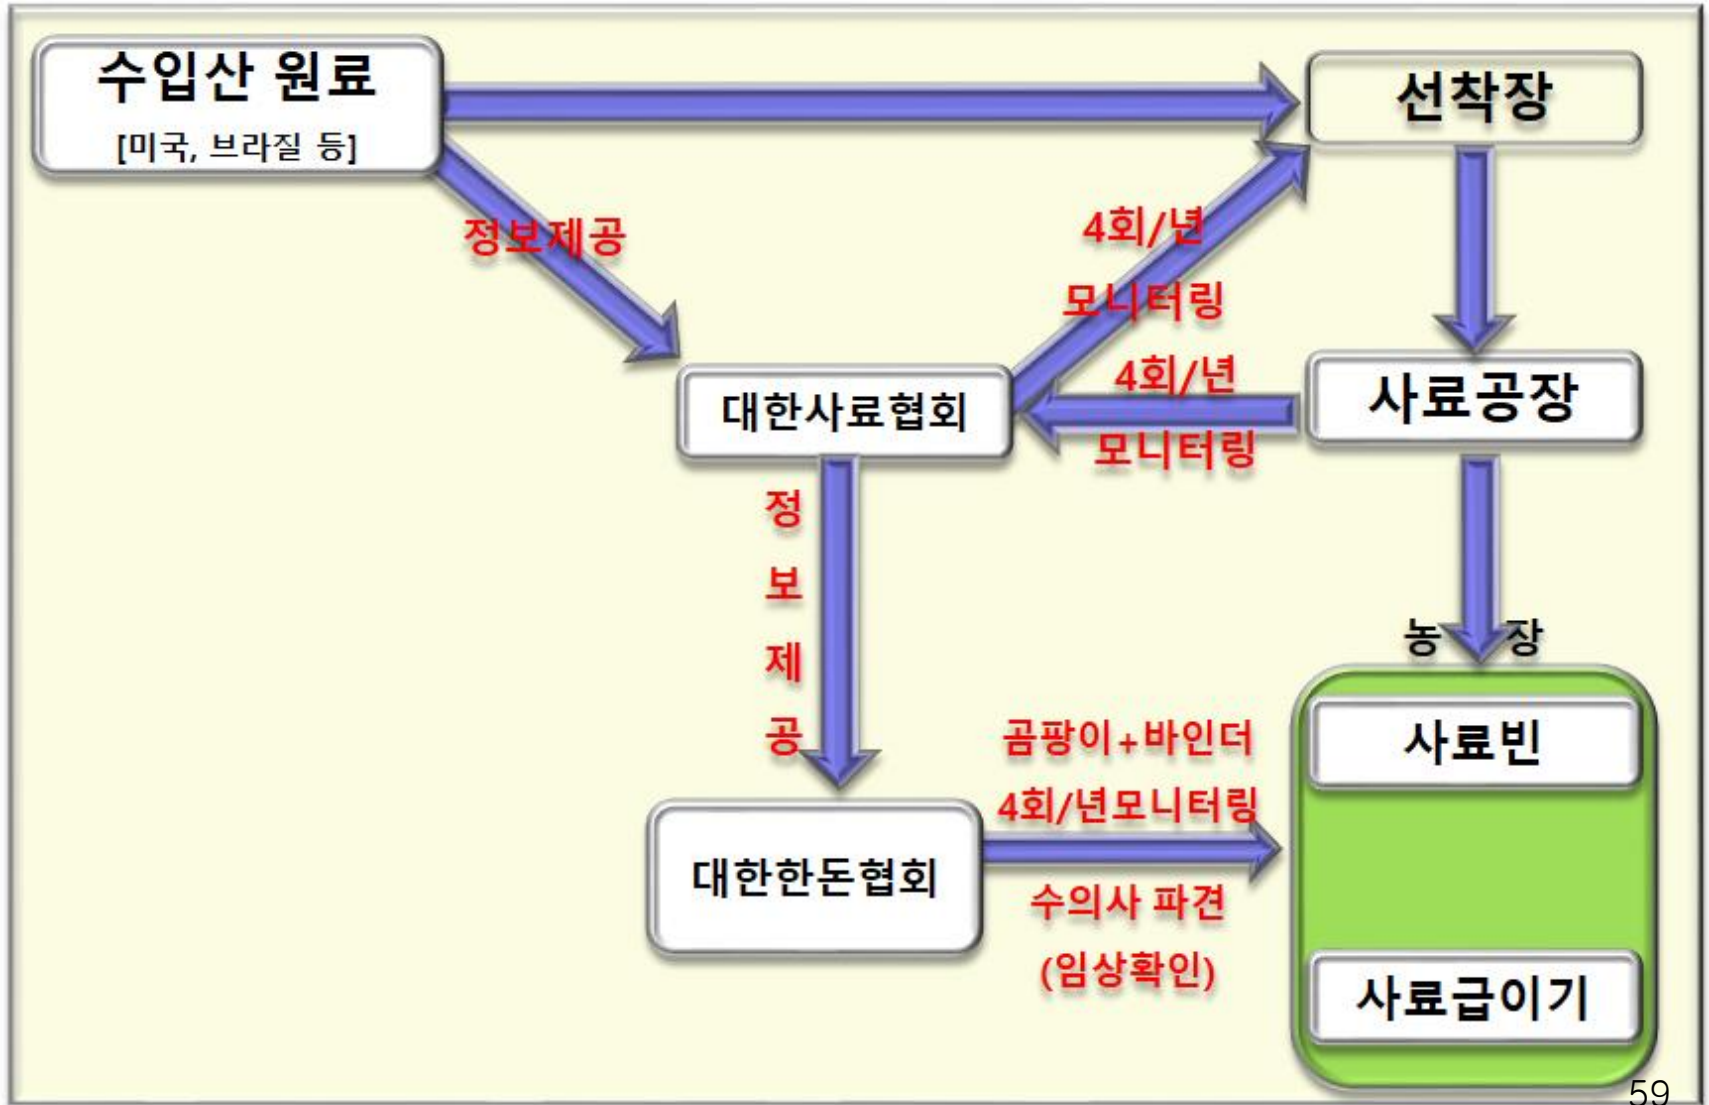 수입산 원료
[미국, 브라질 등]
선착장
정보제공
4회/년
모니터링
4회/년
모니터링
대한사료협회
사료공장
정
보
제
공
농 장
곰팡이+바인더
4회/년모니터링
수의사 파견
(임상확인)
대한한돈협회
사료빈
사료급이기
59